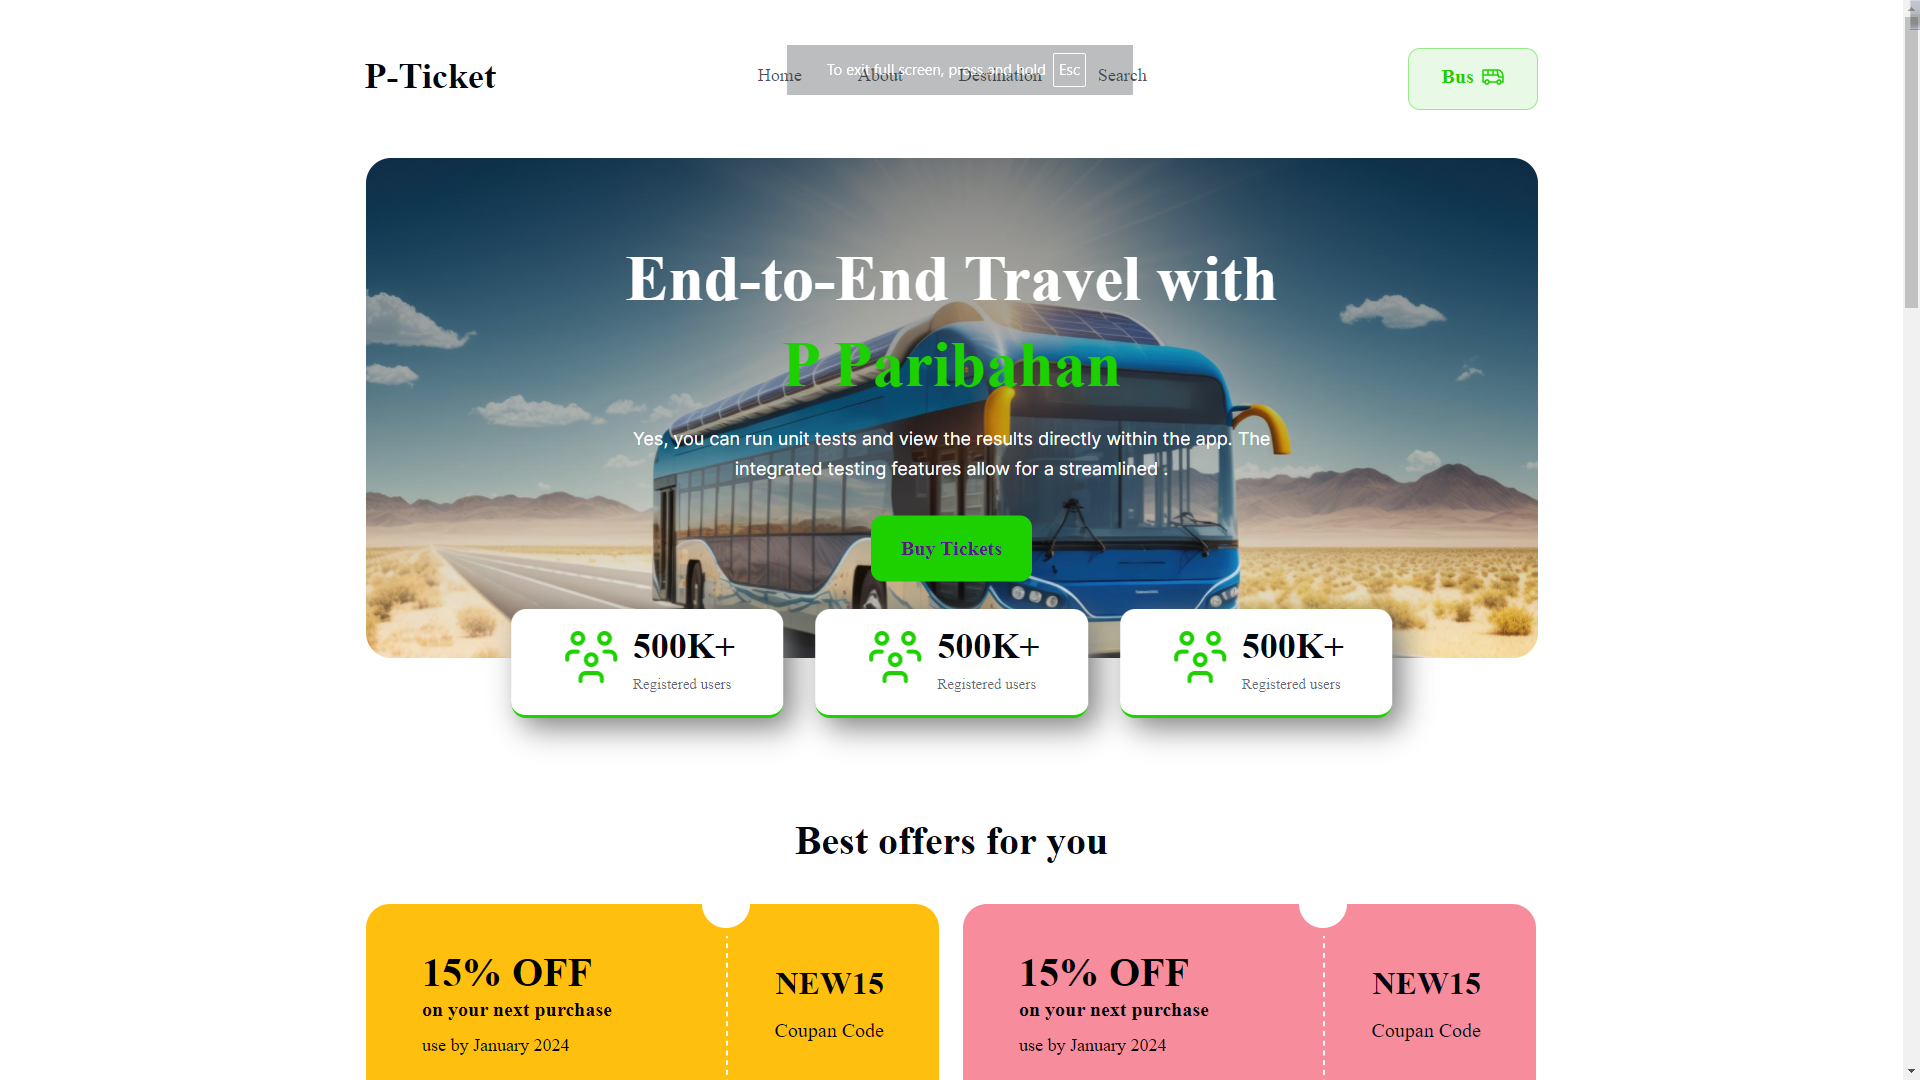 P-Ticket
Home About Destination Search
To exit full screen, press and hold Esc
Bus
End-to-End Travel with
P Paribahan
Yes, you can run unit tests and view the results directly within the app. The
integrated testing features allow for a streamlined .
Buy Tickets
500K+
Registered users
500K+
Registered users
500K+
Registered users
Best offers for you
15% OFF
on your next purchase
use by January 2024
NEW15
Coupan Code
15% OFF
on your next purchase
use by January 2024
NEW15
Coupan Code